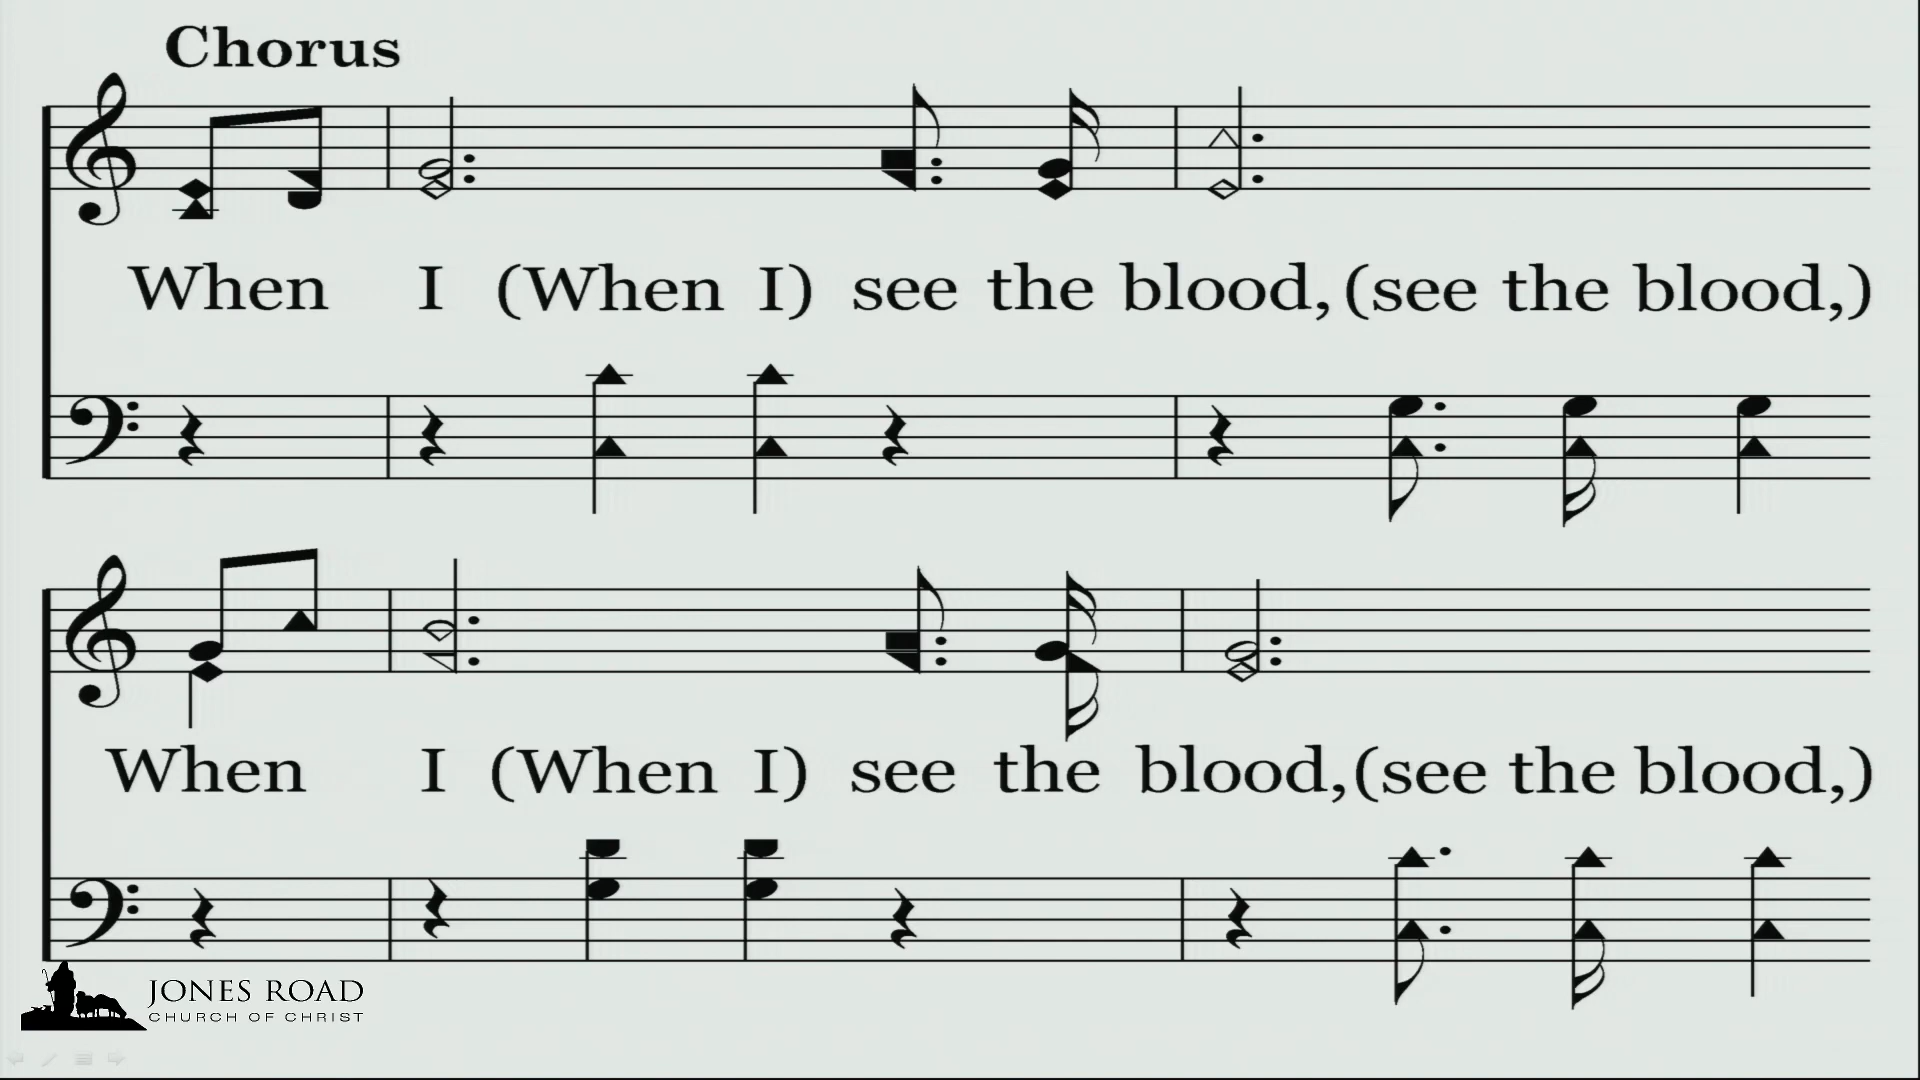 Chorus
When I (When I) see the blood, (see the blood,)
When I (When I) see the blood, (see the blood,)
JONES ROAD
CHURCH OF CHRIST